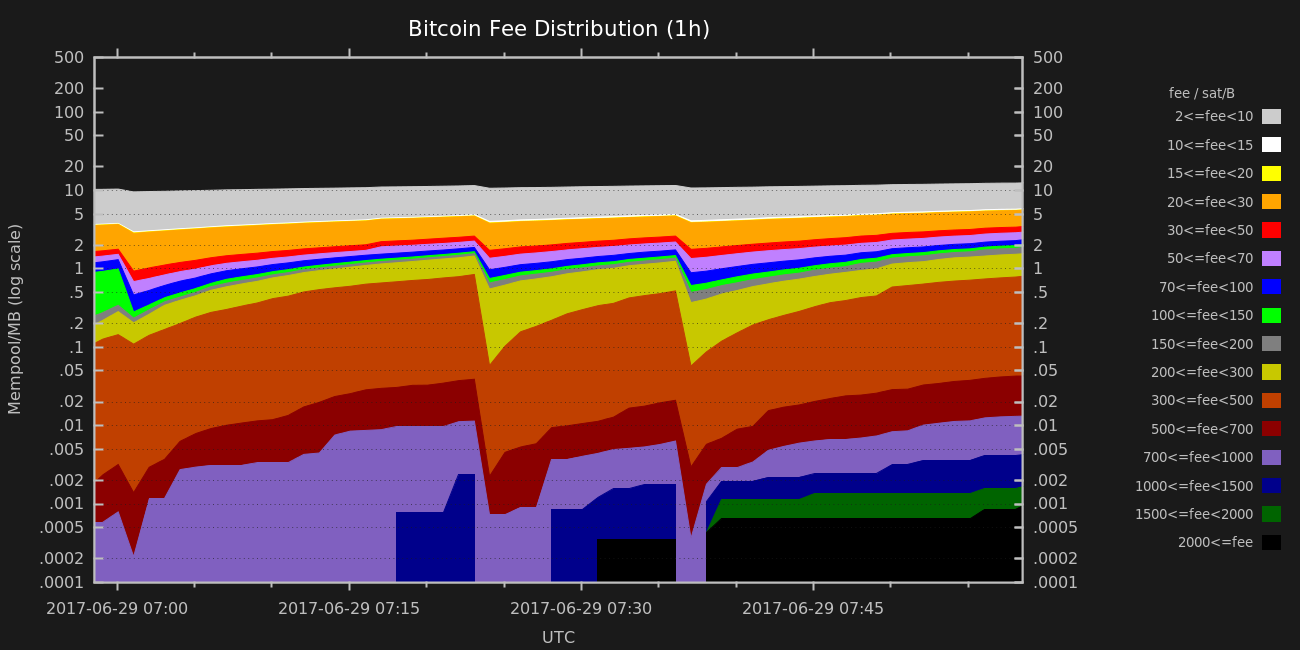 Bitcoin Fee Distribution (1h)
500 500
200 200
100 100
50 50
20 20
10 10
5 5
2 2
1 1
.5 .5
.2 .2
.1 .1
.05 .05
.02 .02
.01 .01
.005 .005
.002 .002
.001 .001
.0005 .0005
.0002 .0002
.0001 .0001
Mempool/MB (log scale)
2017-06-29 07:00 2017-06-29 07:15 2017-06-29 07:30 2017-06-29 07:45
UTC
fee / sat/B
2<=fee<10
10<=fee<15
15<=fee<20
20<=fee<30
30<=fee<50
50<=fee<70
70<=fee<100
100<=fee<150
150<=fee<200
200<=fee<300
300<=fee<500
500<=fee<700
700<=fee<1000
1000<=fee<1500
1500<=fee<2000
2000<=fee